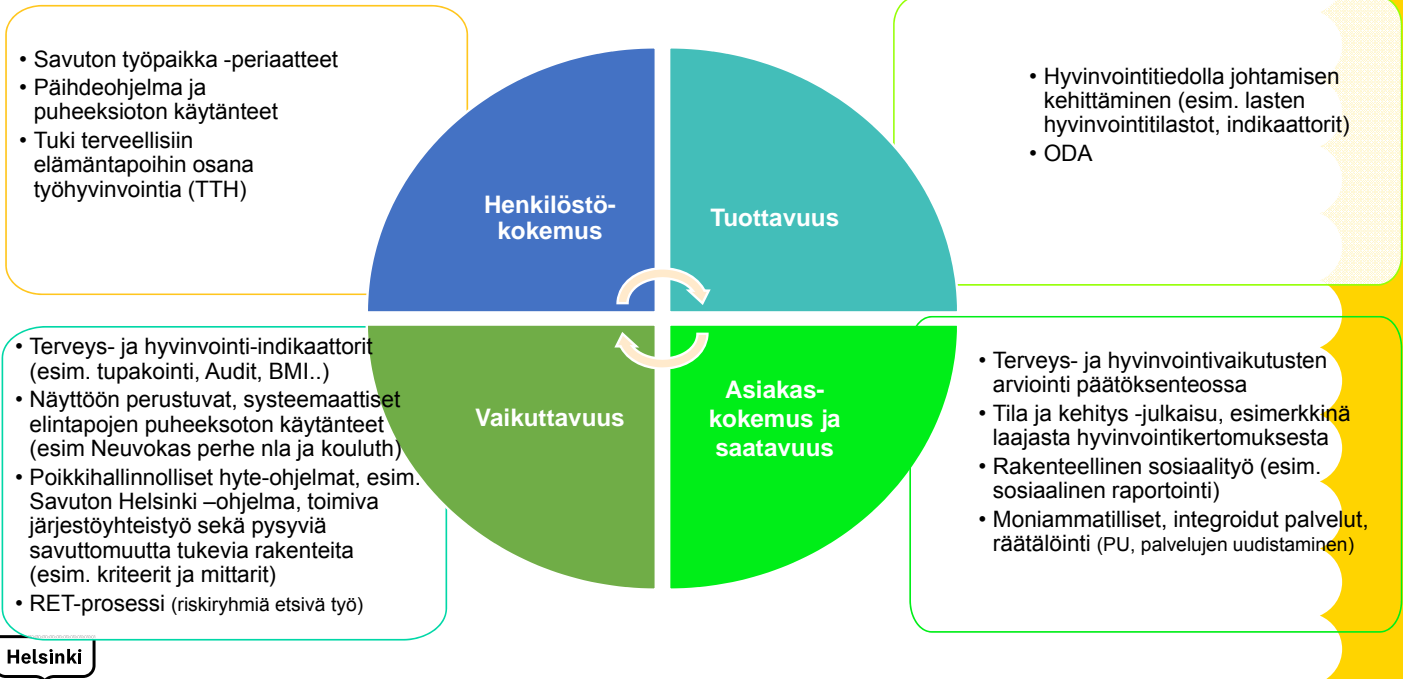 • Savuton työpaikka -periaatteet
• Päihdeohjelma ja
puheeksioton käytänteet
• Tuki terveellisiin
elämäntapoihin osana
työhyvinvointia (TTH)
• Hyvinvointitiedolla johtamisen
kehittäminen (esim. lasten
hyvinvointitilastot, indikaattorit)
• ODA
Henkilöstö-
kokemus
Tuottavuus
Vaikuttavuus
Asiakas-
kokemus ja
saatavuus
• Terveys- ja hyvinvointi-indikaattorit
(esim. tupakointi, Audit, BMI..)
• Näyttöön perustuvat, systeemaattiset
elintapojen puheeksoton käytänteet
(esim Neuvokas perhe nla ja kouluth)
• Poikkihallinnolliset hyte-ohjelmat, esim.
Savuton Helsinki –ohjelma, toimiva
järjestöyhteistyö sekä pysyviä
savuttomuutta tukevia rakenteita
(esim. kriteerit ja mittarit)
• RET-prosessi (riskiryhmiä etsivä työ)
• Terveys- ja hyvinvointivaikutusten
arviointi päätöksenteossa
• Tila ja kehitys -julkaisu, esimerkkinä
laajasta hyvinvointikertomuksesta
• Rakenteellinen sosiaalityö (esim.
sosiaalinen raportointi)
• Moniammatilliset, integroidut palvelut,
räätälöinti (PU, palvelujen uudistaminen)
Helsinki